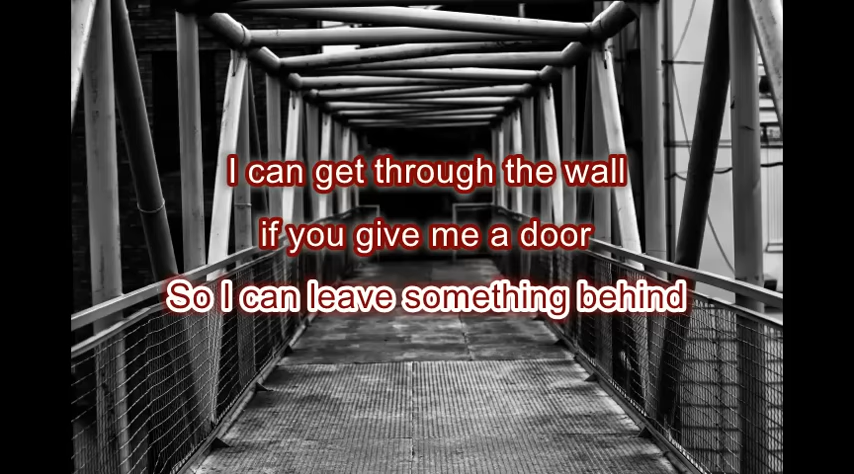 I can get through the wall
if you give me a door
So I can leave something behind